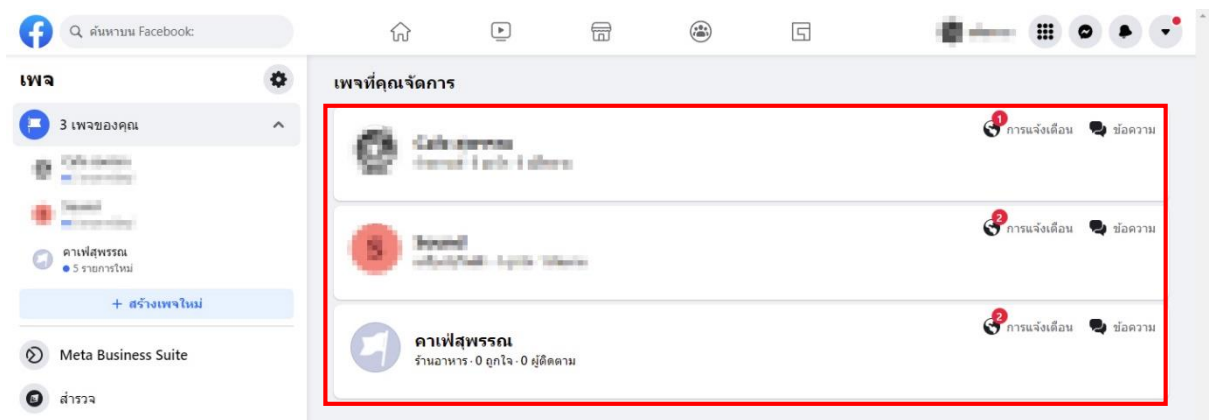 ค้นหาบน Facebook:
เพจ
3 เพจของคุณ
คาเฟ่สุพรรณ
5 รายการใหม่
+ สร้างเพจใหม่
Meta Business Suite
สำรวจ
เพจที่คุณจัดการ
1
การแจ้งเตือน
ข้อความ
S
2
การแจ้งเตือน
ข้อความ
คาเฟ่สุพรรณ
ร้านอาหาร · 0 ถูกใจ · 0 ผู้ติดตาม
2
การแจ้งเตือน
ข้อความ